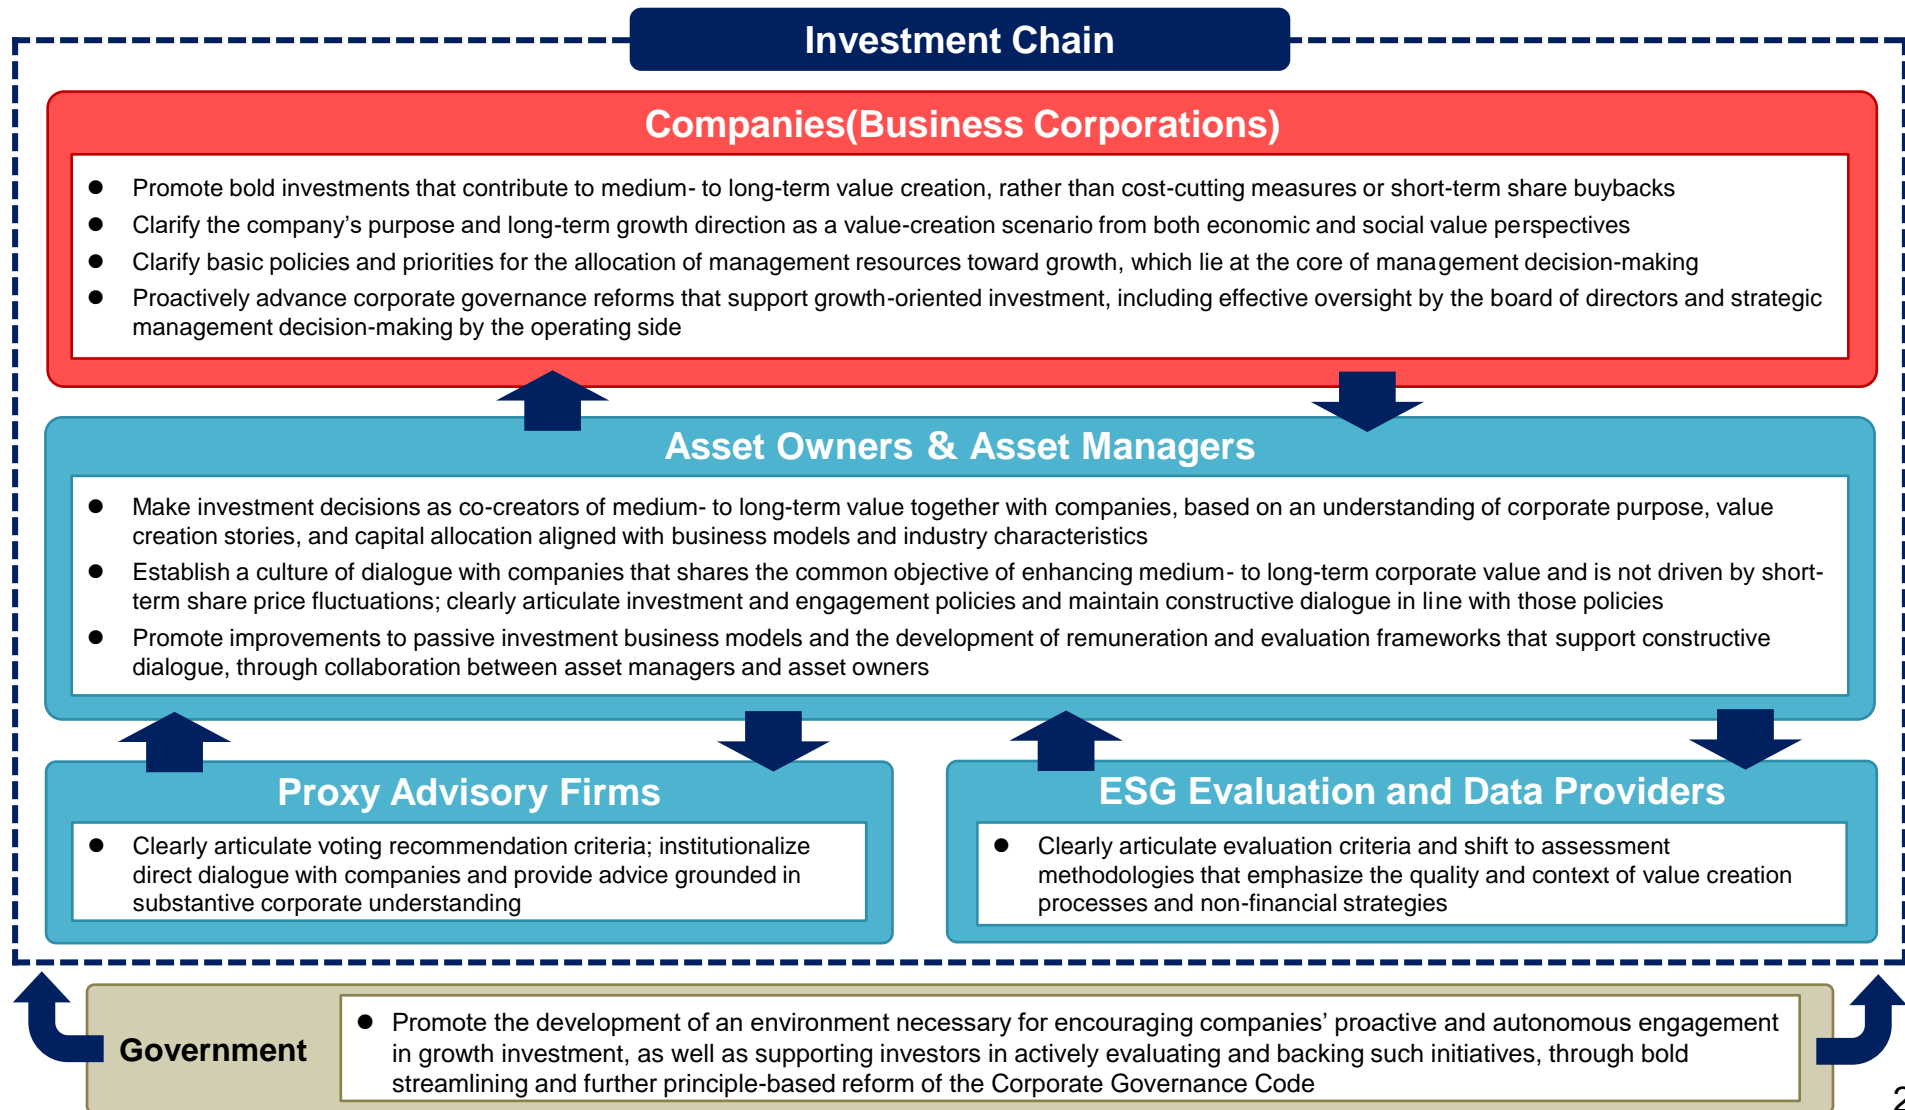 Investment Chain
Companies(Business Corporations)
● Promote bold investments that contribute to medium- to long-term value creation, rather than cost-cutting measures or short-term share buybacks
● Clarify the company’s purpose and long-term growth direction as a value-creation scenario from both economic and social value perspectives
● Clarify basic policies and priorities for the allocation of management resources toward growth, which lie at the core of management decision-making
● Proactively advance corporate governance reforms that support growth-oriented investment, including effective oversight by the board of directors and strategic
management decision-making by the operating side
Asset Owners & Asset Managers
● Make investment decisions as co-creators of medium- to long-term value together with companies, based on an understanding of corporate purpose, value
creation stories, and capital allocation aligned with business models and industry characteristics
● Establish a culture of dialogue with companies that shares the common objective of enhancing medium- to long-term corporate value and is not driven by short-
term share price fluctuations; clearly articulate investment and engagement policies and maintain constructive dialogue in line with those policies
● Promote improvements to passive investment business models and the development of remuneration and evaluation frameworks that support constructive
dialogue, through collaboration between asset managers and asset owners
Proxy Advisory Firms
● Clearly articulate voting recommendation criteria; institutionalize
direct dialogue with companies and provide advice grounded in
substantive corporate understanding
ESG Evaluation and Data Providers
● Clearly articulate evaluation criteria and shift to assessment
methodologies that emphasize the quality and context of value creation
processes and non-financial strategies
Government
● Promote the development of an environment necessary for encouraging companies’ proactive and autonomous engagement
in growth investment, as well as supporting investors in actively evaluating and backing such initiatives, through bold
streamlining and further principle-based reform of the Corporate Governance Code
2